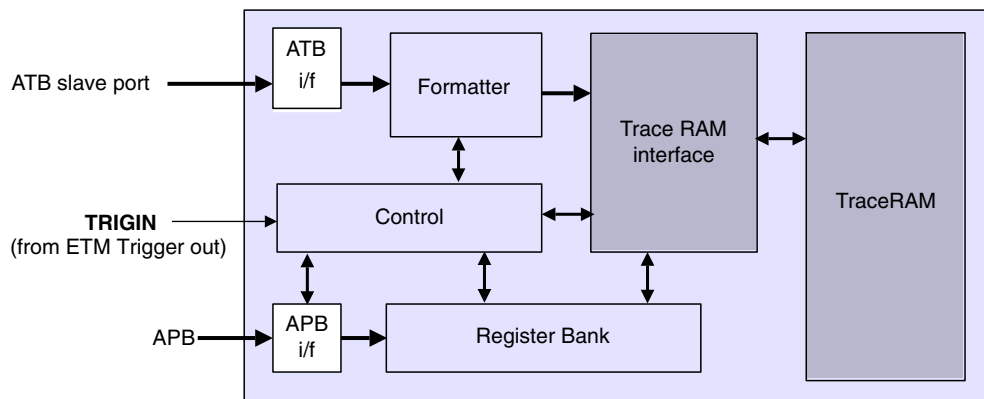 ATB
i/f
ATB slave port
Formatter
Trace RAM
interface
TraceRAM
TRIGIN
(from ETM Trigger out)
Control
APB
APB
i/f
Register Bank